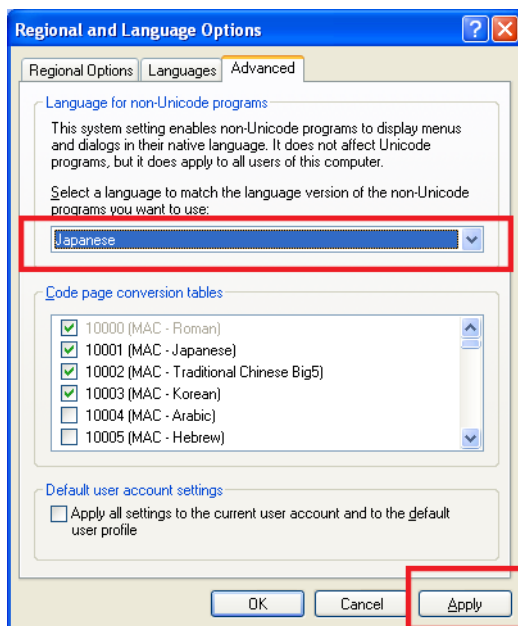 Regional and Language Options
Regional Options Languages Advanced
Language for non-Unicode programs
This system setting enables non-Unicode programs to display menus
and dialogs in their native language. It does not affect Unicode
programs, but it does apply to all users of this computer.
Select a language to match the language version of the non-Unicode
programs you want to use:
Japanese
Code page conversion tables
10000 (MAC - Roman)
10001 (MAC - Japanese)
10002 (MAC - Traditional Chinese Big5)
10003 (MAC - Korean)
10004 (MAC - Arabic)
10005 (MAC - Hebrew)
Default user account settings
Apply all settings to the current user account and to the default
user profile
OK Cancel Apply